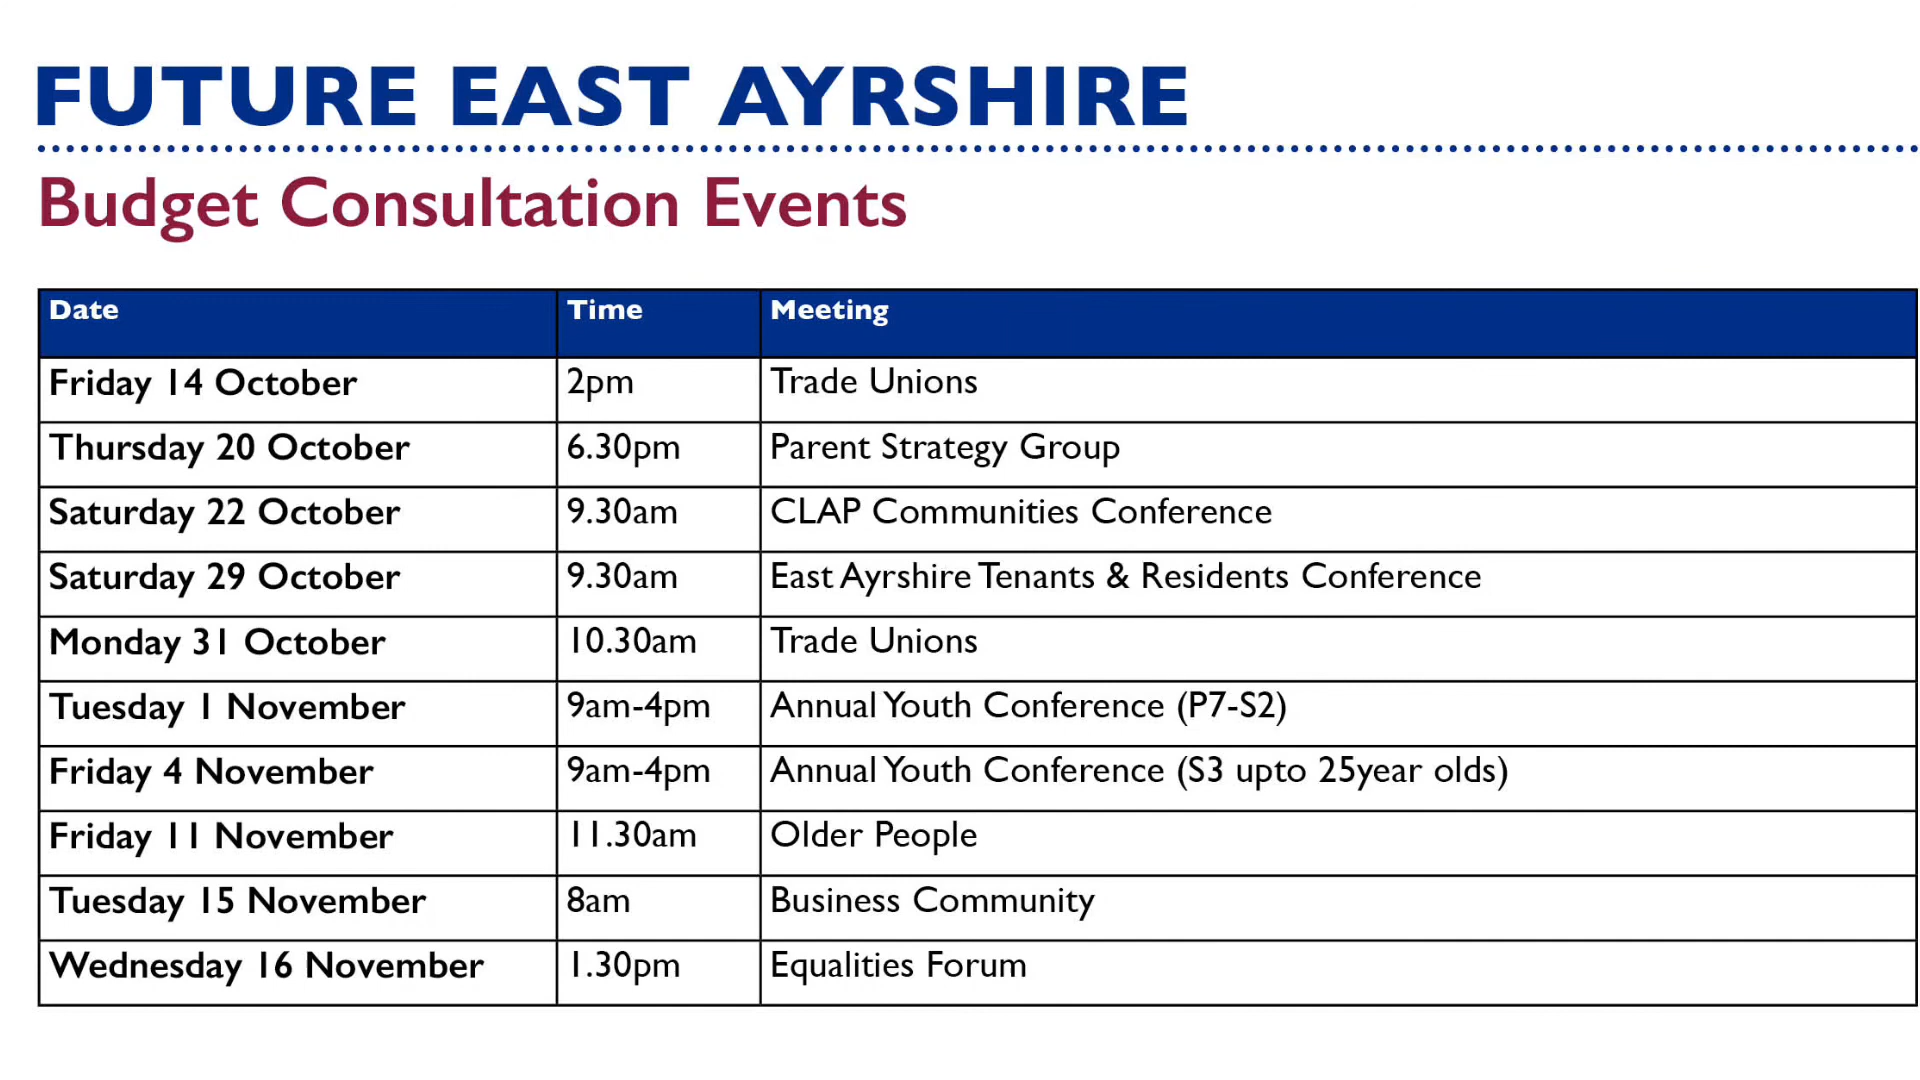 FUTURE EAST AYRSHIRE
Budget Consultation Events
Date Time Meeting
Friday 14 October 2pm Trade Unions
Thursday 20 October 6.30pm Parent Strategy Group
Saturday 22 October 9.30am CLAP Communities Conference
Saturday 29 October 9.30am East Ayrshire Tenants & Residents Conference
Monday 31 October 10.30am Trade Unions
Tuesday 1 November 9am-4pm Annual Youth Conference (P7-S2)
Friday 4 November 9am-4pm Annual Youth Conference (S3 upto 25year olds)
Friday 11 November 11.30am Older People
Tuesday 15 November 8am Business Community
Wednesday 16 November 1.30pm Equalities Forum